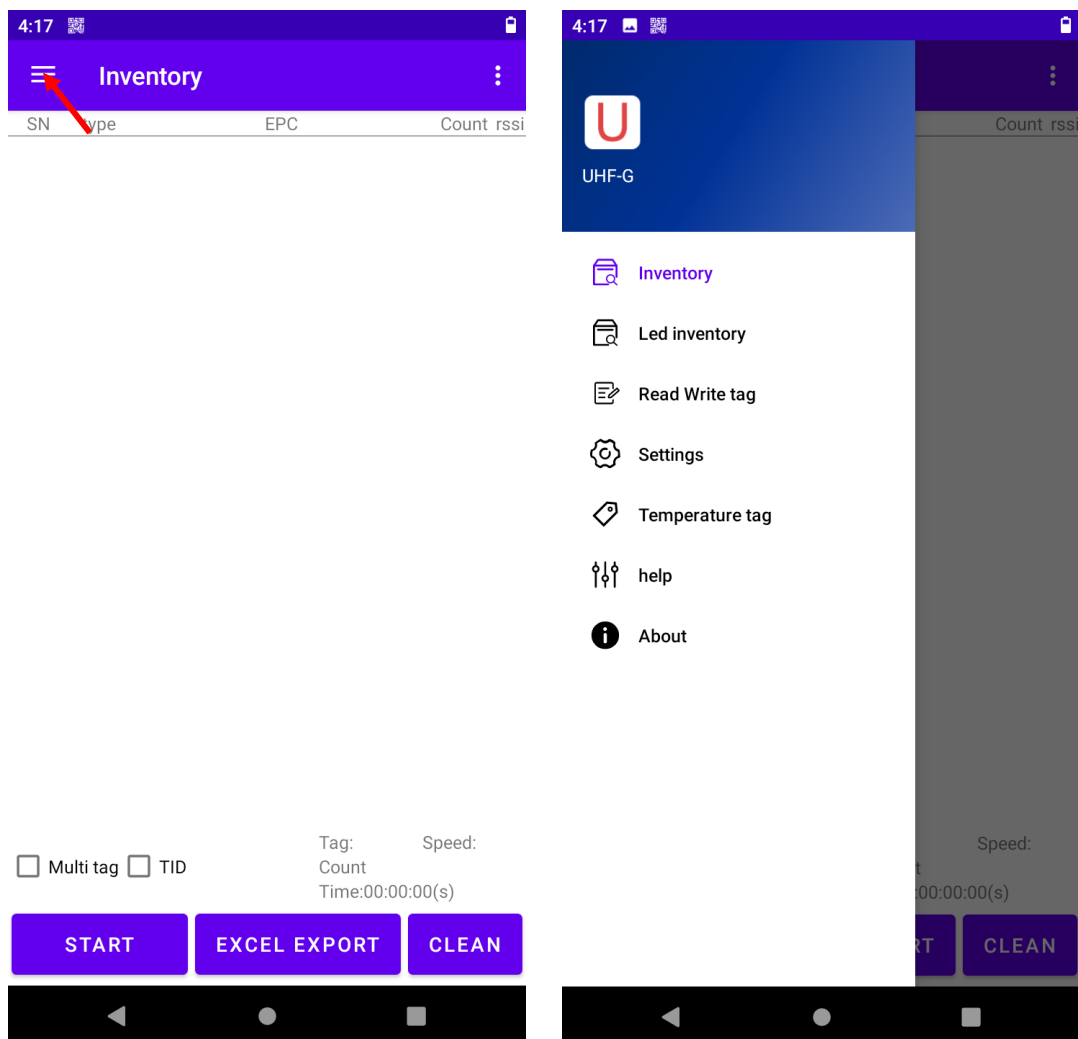 4:17
Inventory
SN type EPC Count rssi
Tag: Speed:
Multi tag TID Count
Time:00:00:00(s)
START EXCEL EXPORT CLEAN
4:17
Count rssi
U
UHF-G
Inventory
Led inventory
Read Write tag
Settings
Temperature tag
help
About
Speed:
t
:00:00:00(s)
RT CLEAN